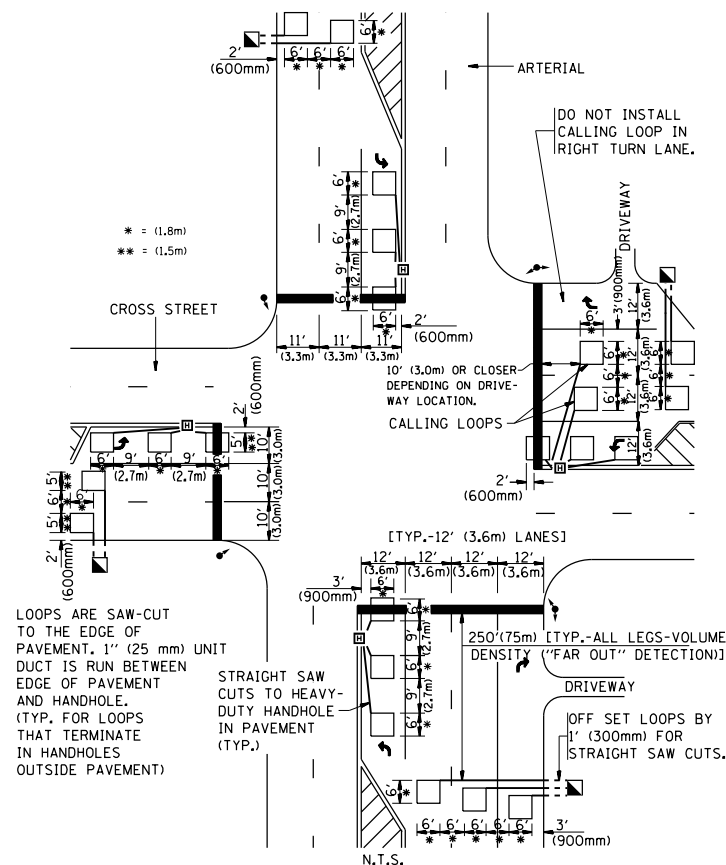 2'
(600mm)
6' 6' 6'
* * *
6'
*
ARTERIAL
DO NOT INSTALL
CALLING LOOP IN
RIGHT TURN LANE.
* = (1.8m)
** = (1.5m)
6'
*
9'
(2.7m)
6'
*
9'
(2.7m)
6'
*
H
6'
*
2'
(600mm)
11' 11' 11'
(3.3m) (3.3m) (3.3m)
CROSS STREET
DRIVEWAY
3'(900mm)
12'
(3.6m)
6'
*
12'
(3.6m)
6'
*
6'
*
12'
(3.6m)
6'
*
6'
*
6'
*
6'
*
12'
(3.6m)
10' (3.0m) OR CLOSER
DEPENDING ON DRIVE-
WAY LOCATION.
CALLING LOOPS
H
2'
(600mm)
2'
(600mm)
H
5'
**
10'
(3.0m)
6' 9' 6' 9' 6'
* (2.7m) * (2.7m) *
10'
(3.0m)
10'
(3.0m)
5'
**
6'
*
6'
*
5'
**
2'
(600mm)
[TYP.-12' (3.6m) LANES]
12' 12' 12' 12'
(3.6m) (3.6m) (3.6m) (3.6m)
3'
(900mm)
6'
*
H
6'
*
9'
(2.7m)
6'
*
9'
(2.7m)
6'
*
LOOPS ARE SAW-CUT
TO THE EDGE OF
PAVEMENT. 1" (25 mm) UNIT
DUCT IS RUN BETWEEN
EDGE OF PAVEMENT
AND HANDHOLE.
(TYP. FOR LOOPS
THAT TERMINATE
IN HANDHOLES
OUTSIDE PAVEMENT)
STRAIGHT SAW
CUTS TO HEAVY-
DUTY HANDHOLE
IN PAVEMENT
(TYP.)
250'(75m) [TYP.-ALL LEGS-VOLUME
DENSITY ("FAR OUT" DETECTION)]
DRIVEWAY
OFF SET LOOPS BY
1' (300mm) FOR
STRAIGHT SAW CUTS.
6'
*
6' 6' 6' 6' 6'
* * * * *
3'
(900mm)
N.T.S.